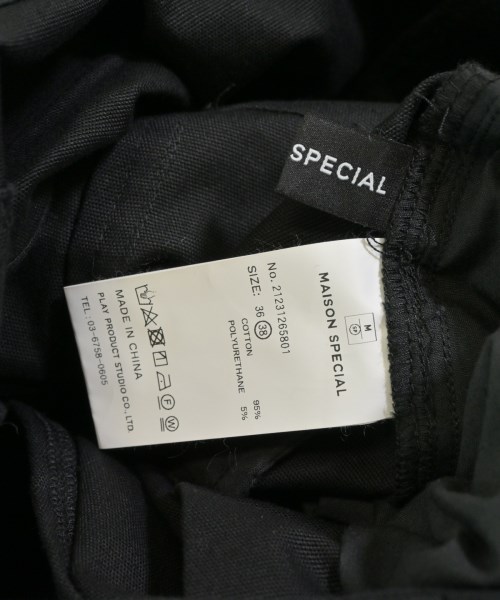 SPECIAL
M
MAISON SPECIAL
No. 21231265801
SIZE: 36 38
COTTON 95%
POLYURETHANE 5%
MADE IN CHINA
PLAY PRODUCT STUDIO CO., LTD.
TEL: 03-6758-0605